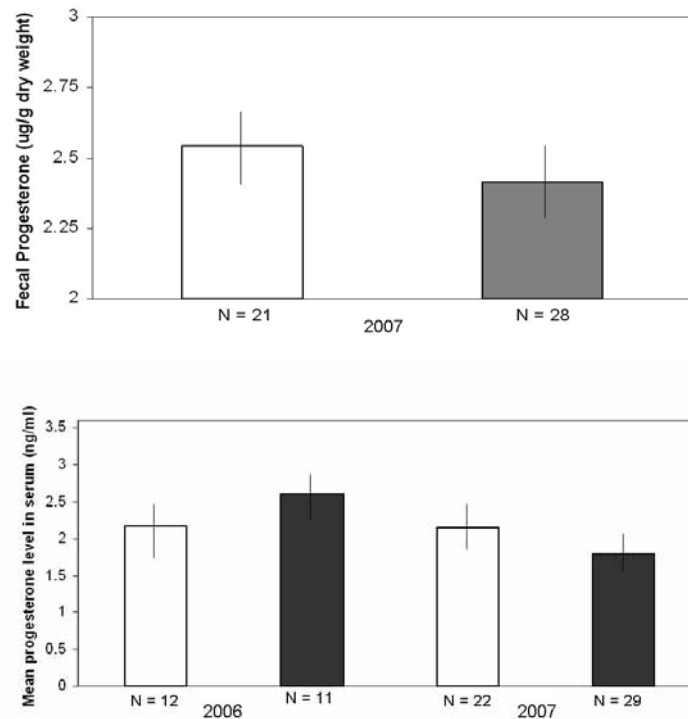 Fecal Progesterone (ug/g dry weight)
3
2.75
2.5
2.25
2
N = 21
N = 28
2007
Mean progesterone level in serum (ng/ml)
3.5
3
2.5
2
1.5
1
0.5
0
N = 12
N = 11
N = 22
N = 29
2006
2007